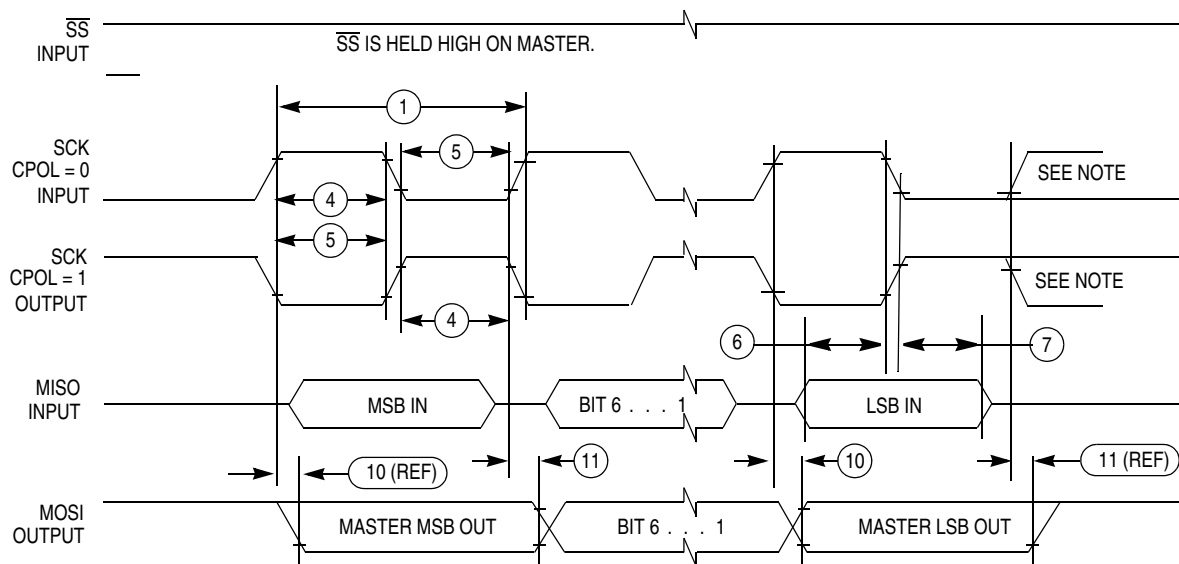 SS
INPUT
SS IS HELD HIGH ON MASTER.
1
SCK
CPOL = 0
INPUT
5
SEE NOTE
4
5
SCK
CPOL = 1
OUTPUT
SEE NOTE
4
6
7
MISO
INPUT
MSB IN
BIT 6 . . . 1
LSB IN
10 (REF)
11
10
11 (REF)
MOSI
OUTPUT
MASTER MSB OUT
BIT 6 . . . 1
MASTER LSB OUT